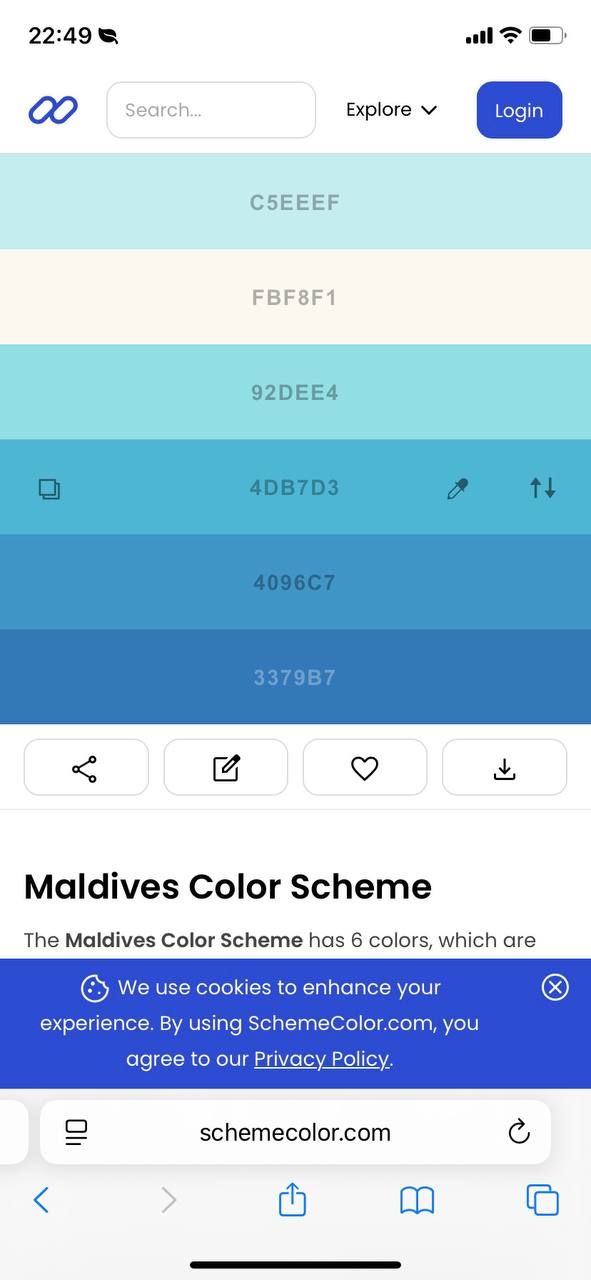 22:49
Search...
Explore
Login
C5EEEF
FBF8F1
92DEE4
4DB7D3
4096C7
3379B7
Maldives Color Scheme
The Maldives Color Scheme has 6 colors, which are
We use cookies to enhance your
experience. By using SchemeColor.com, you
agree to our Privacy Policy.
schemecolor.com